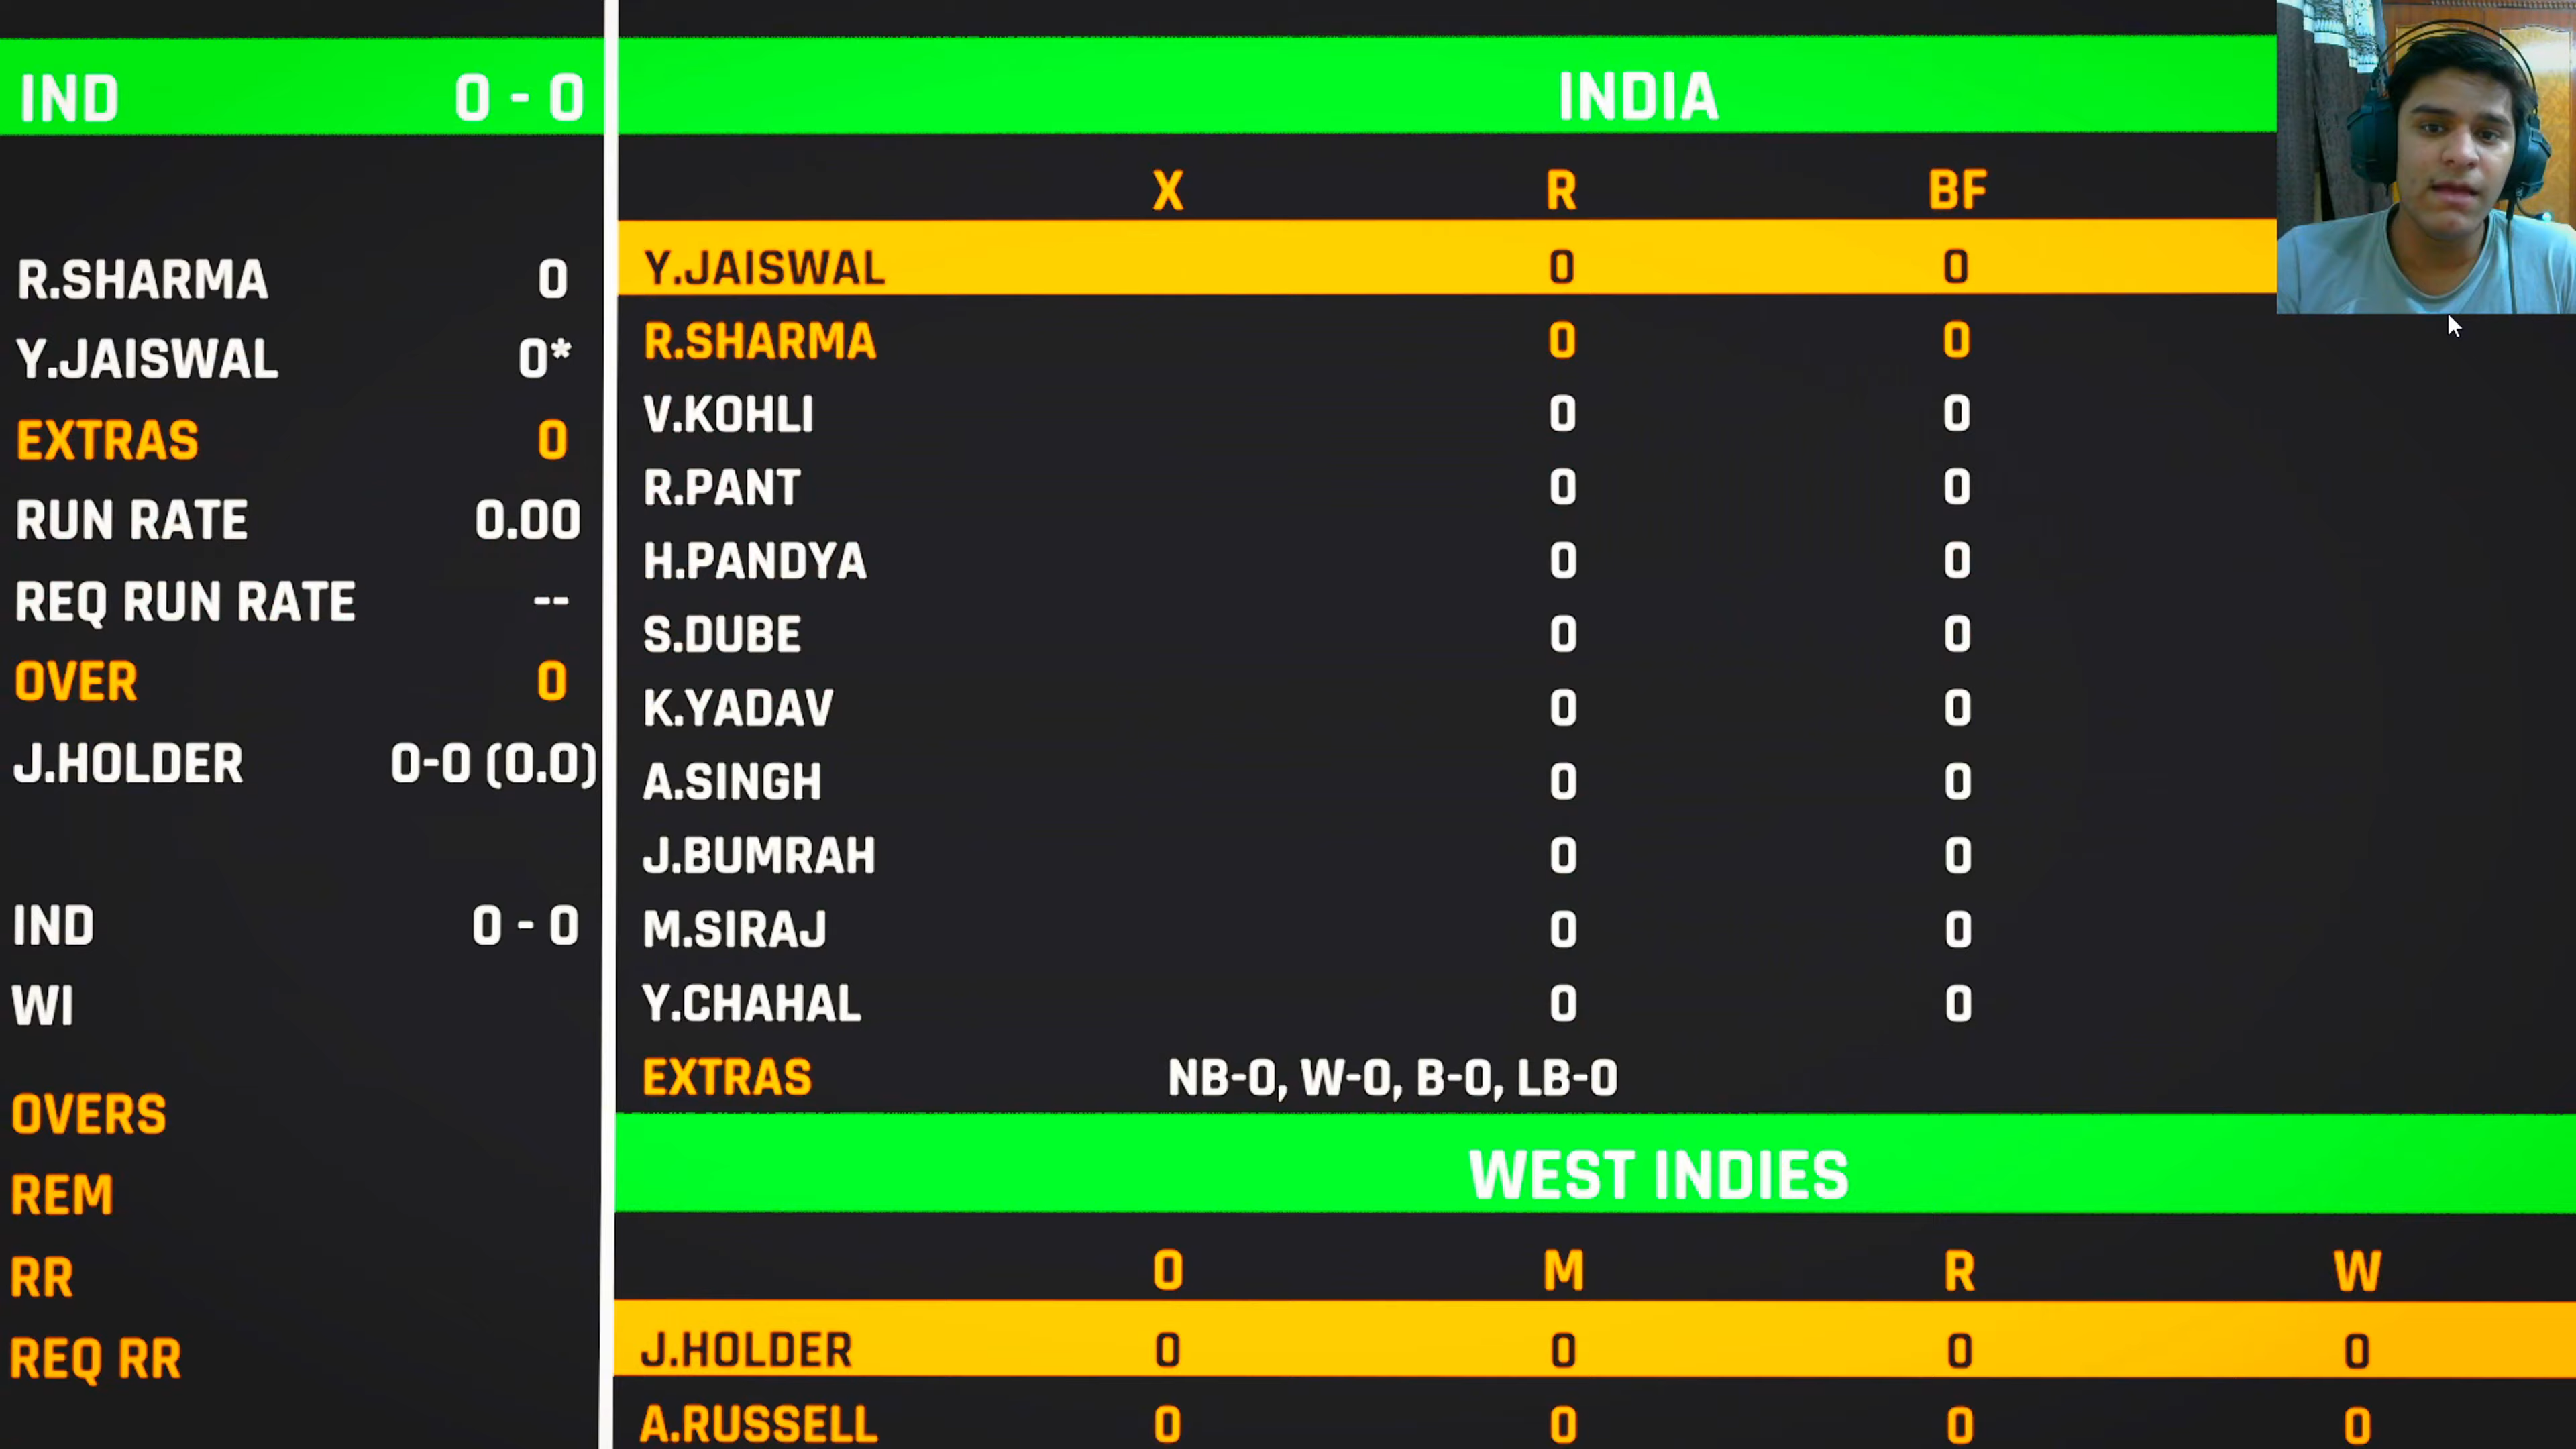 IND 0 - 0
R.SHARMA 0
Y.JAISWAL 0*
EXTRAS 0
RUN RATE 0.00
REQ RUN RATE --
OVER 0
J.HOLDER 0-0 (0.0)
IND 0 - 0
WI
OVERS
REM
RR
REQ RR
INDIA
X R BF
Y.JAISWAL 0 0
R.SHARMA 0 0
V.KOHLI 0 0
R.PANT 0 0
H.PANDYA 0 0
S.DUBE 0 0
K.YADAV 0 0
A.SINGH 0 0
J.BUMRAH 0 0
M.SIRAJ 0 0
Y.CHAHAL 0 0
EXTRAS NB-0, W-0, B-0, LB-0
WEST INDIES
O M R W
J.HOLDER 0 0 0 0
A.RUSSELL 0 0 0 0